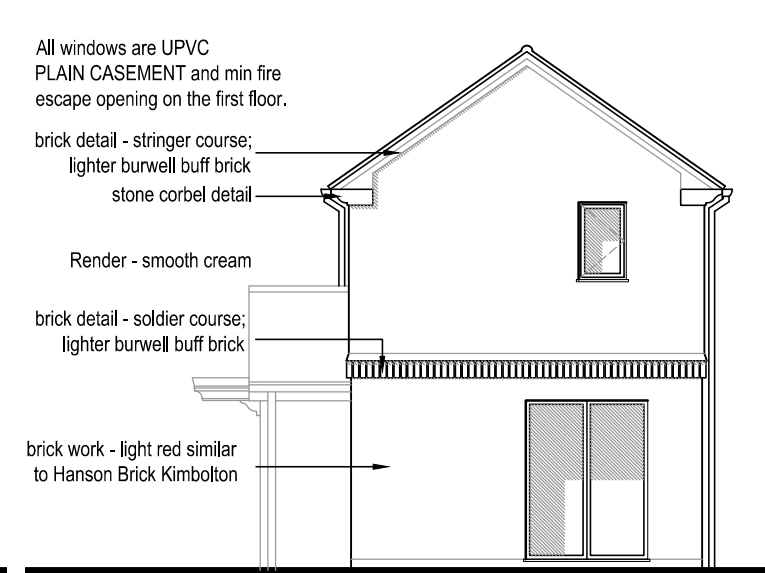 All windows are UPVC
PLAIN CASEMENT and min fire
escape opening on the first floor.
brick detail - stringer course;
lighter burwell buff brick
stone corbel detail
Render - smooth cream
brick detail - soldier course;
lighter burwell buff brick
brick work - light red similar
to Hanson Brick Kimbolton